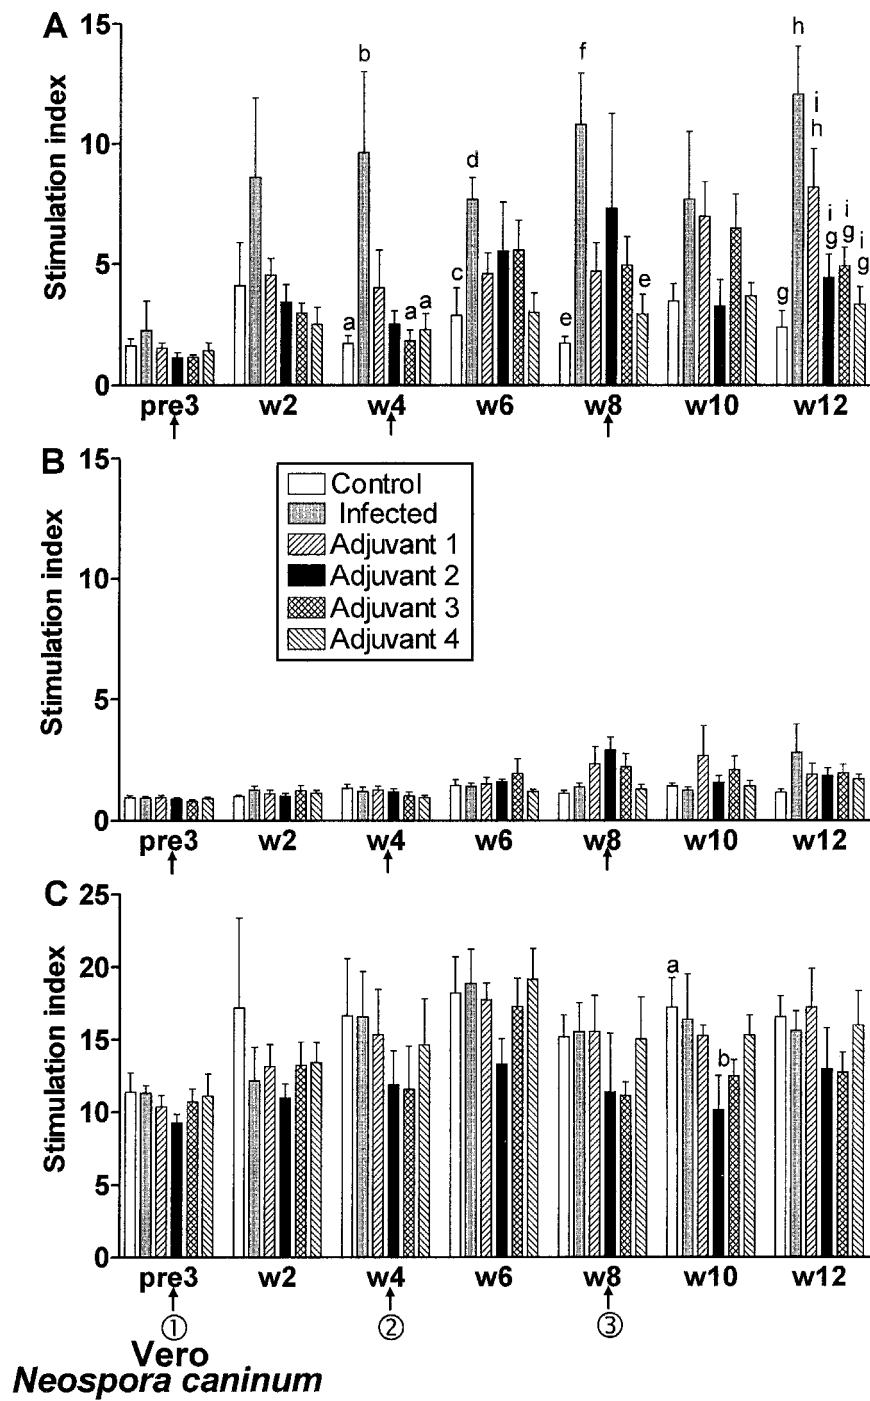 A
Stimulation index
15
10
5
0
b
a
a
a
d
c
f
e
e
h
i
h
i
g
i
g
i
g
g
pre3 w2 w4 w6 w8 w10 w12
B
Stimulation index
15
10
5
0
Control
Infected
Adjuvant 1
Adjuvant 2
Adjuvant 3
Adjuvant 4
pre3 w2 w4 w6 w8 w10 w12
C
Stimulation index
25
20
15
10
5
0
a
b
pre3 w2 w4 w6 w8 w10 w12
① ② ③
Vero
Neospora caninum